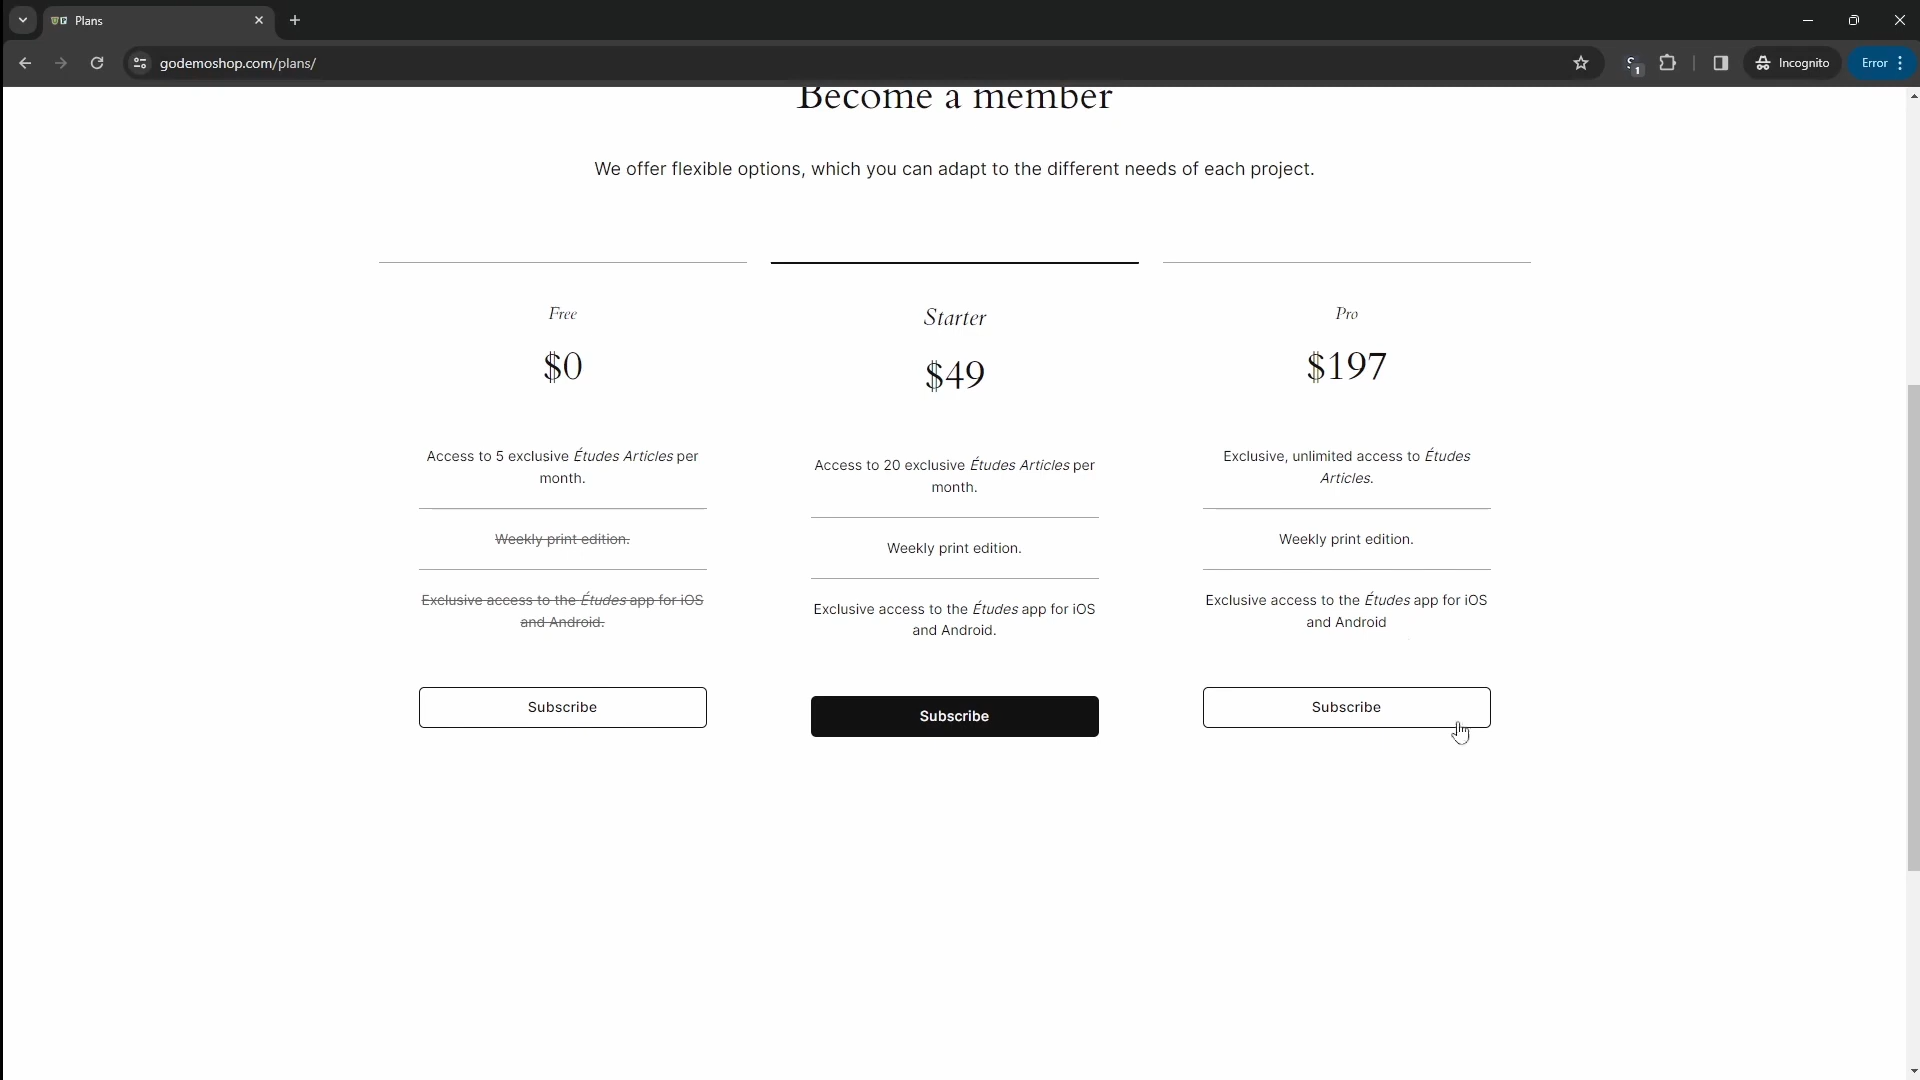 Plans
godemoshop.com/plans/
1
Incognito
Error
Become a member
We offer flexible options, which you can adapt to the different needs of each project.
Free
$0
Access to 5 exclusive Études Articles per
month.
Weekly print edition.
Exclusive access to the Études app for iOS
and Android.
Subscribe
Starter
$49
Access to 20 exclusive Études Articles per
month.
Weekly print edition.
Exclusive access to the Études app for iOS
and Android.
Subscribe
Pro
$197
Exclusive, unlimited access to Études
Articles.
Weekly print edition.
Exclusive access to the Études app for iOS
and Android
Subscribe